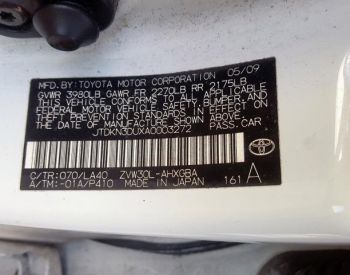 MFD. BY: TOYOTA MOTOR CORPORATION 05/09
GVWR 3980LB GAWR FR 2270LB RR 2175LB
THIS VEHICLE CONFORMS TO ALL APPLICABLE
FEDERAL MOTOR VEHICLE SAFETY, BUMPER, AND
THEFT PREVENTION STANDARDS IN EFFECT ON
THE DATE OF MANUFACTURE SHOWN ABOVE.
JTDKN3DUXA0003272 PASS. CAR
C/TR:070/LA40 ZVW30L-AHXGBA
A/TM:-01A/P410 MADE IN JAPAN 161 A
TOYOTA